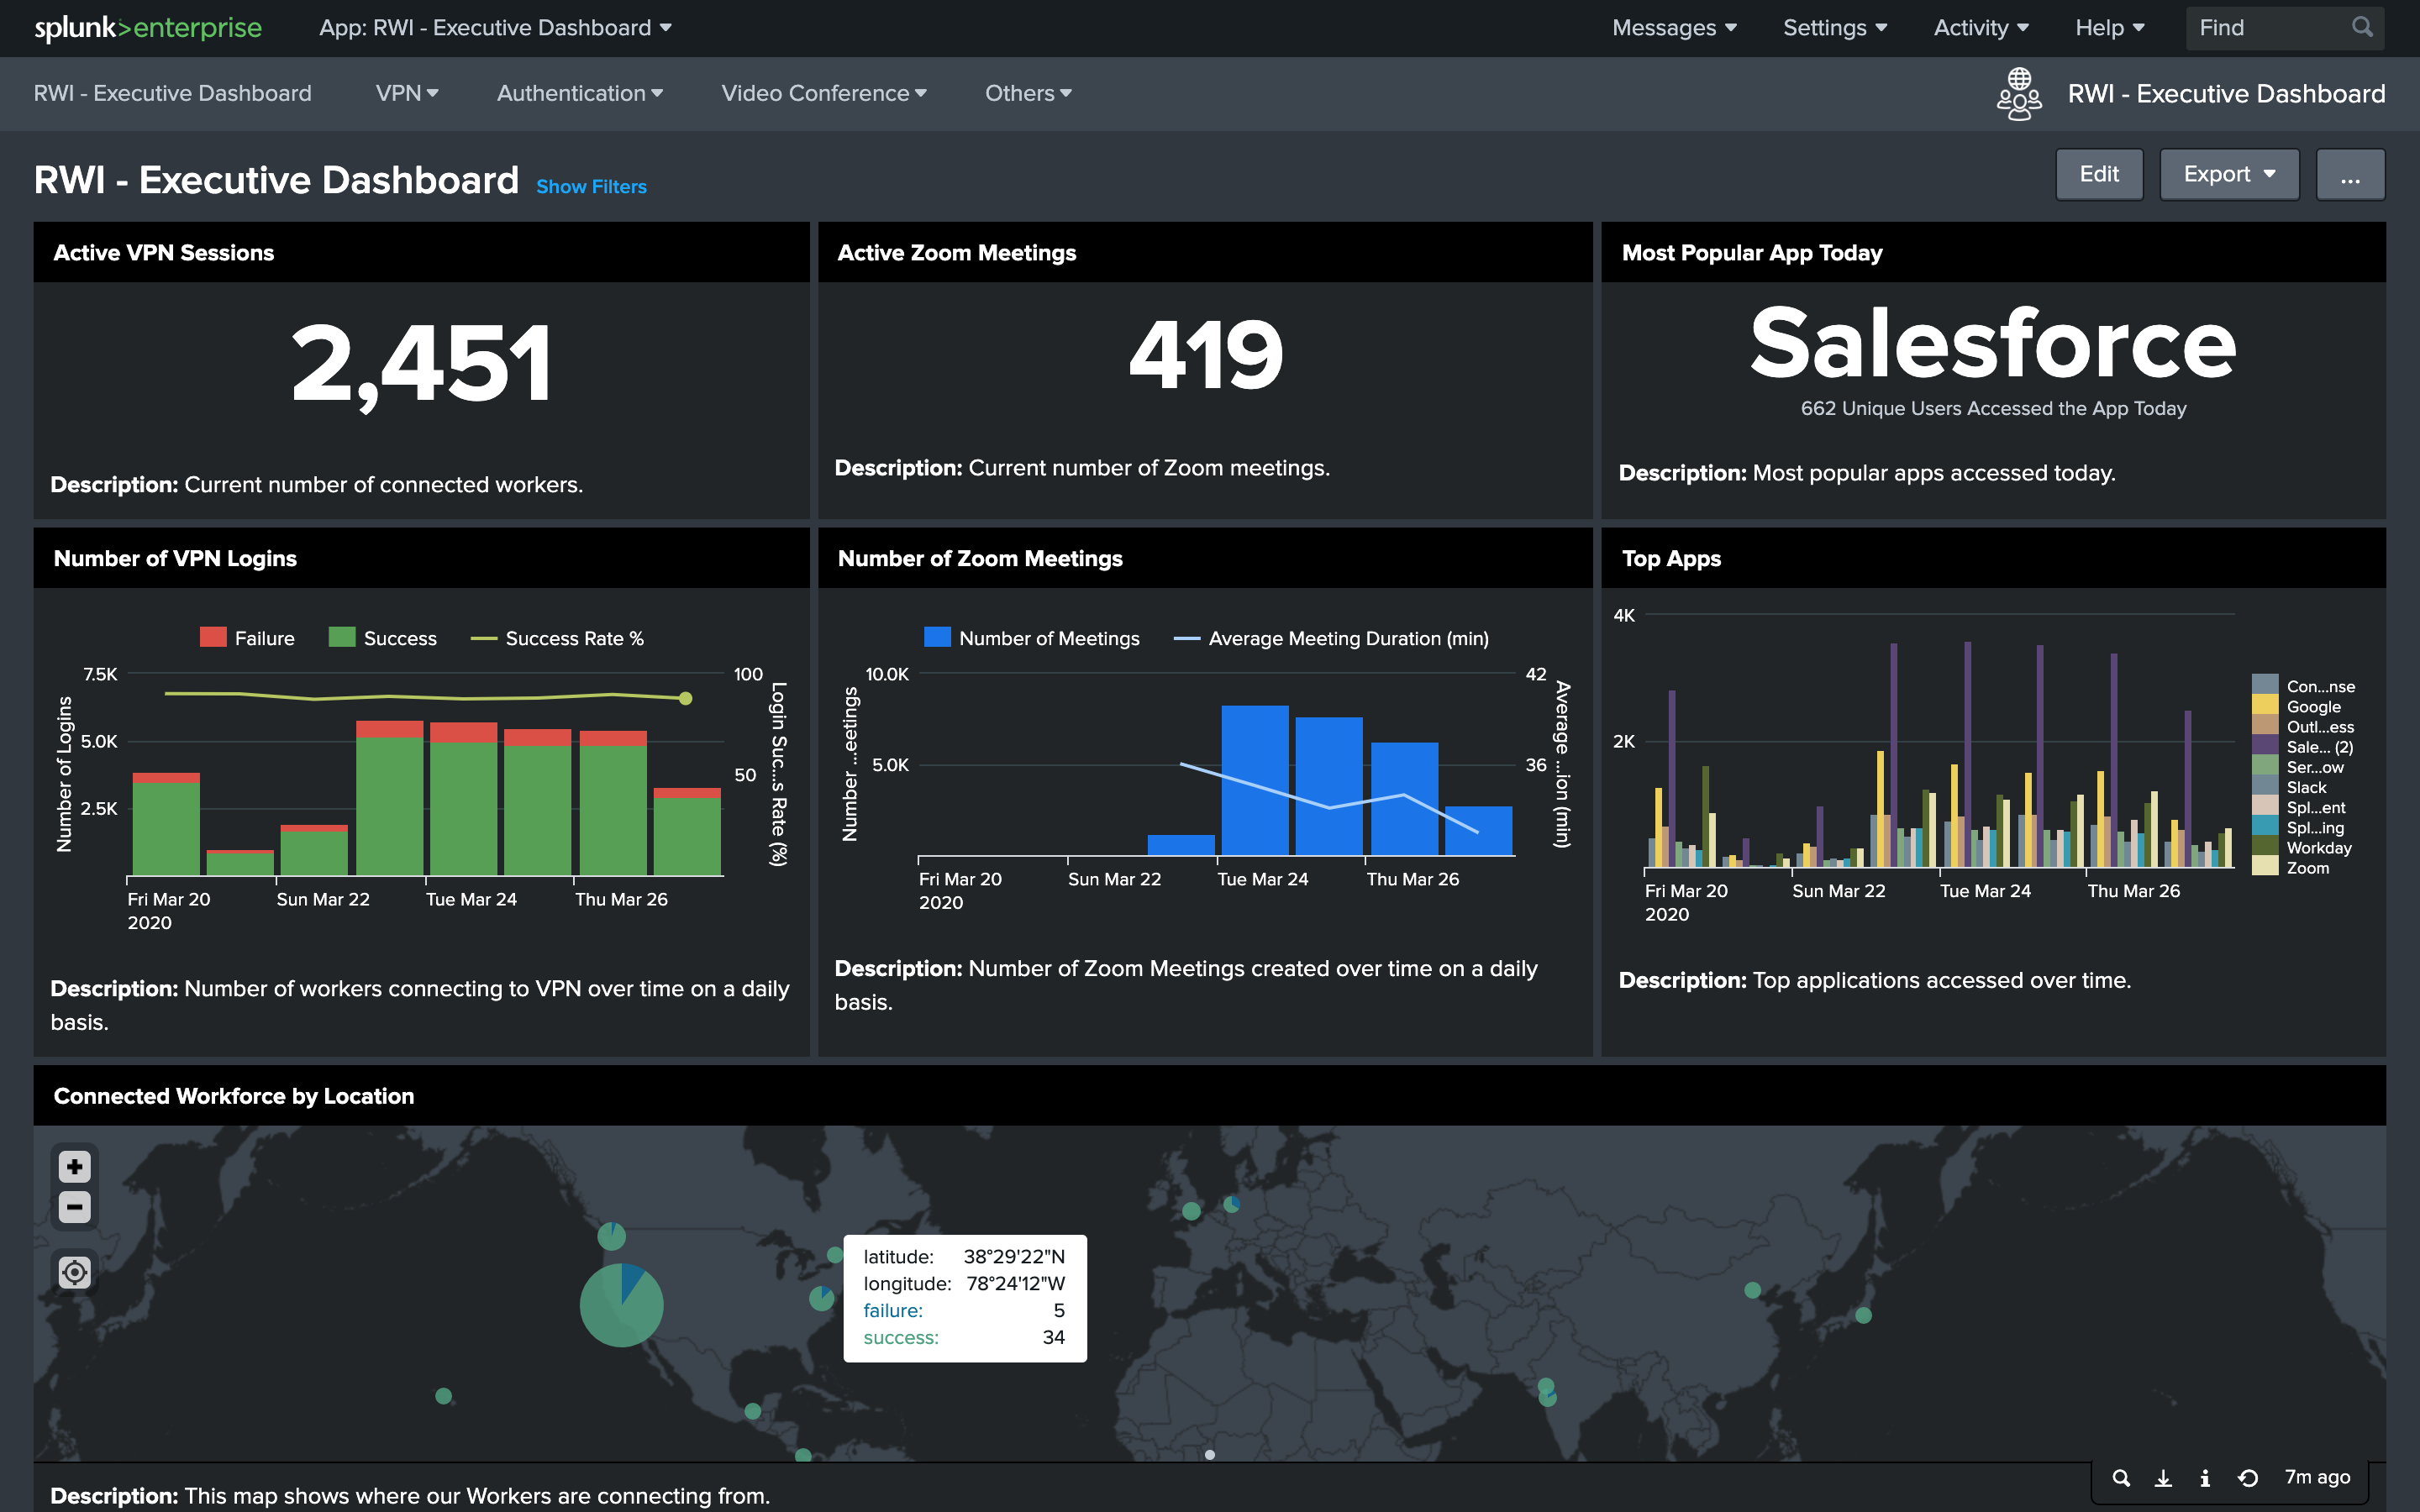 splunk>enterprise App: RWI - Executive Dashboard Messages Settings Activity Help Find
RWI - Executive Dashboard VPN Authentication Video Conference Others RWI - Executive Dashboard
RWI - Executive Dashboard Show Filters Edit Export ...
Active VPN Sessions
2,451
Description: Current number of connected workers.
Active Zoom Meetings
419
Description: Current number of Zoom meetings.
Most Popular App Today
Salesforce
662 Unique Users Accessed the App Today
Description: Most popular apps accessed today.
Number of VPN Logins
Failure Success Success Rate %
7.5K
5.0K
2.5K
Number of Logins
100
50
Login Suc...s Rate (%)
Fri Mar 20 Sun Mar 22 Tue Mar 24 Thu Mar 26
2020
Description: Number of workers connecting to VPN over time on a daily
basis.
Number of Zoom Meetings
Number of Meetings Average Meeting Duration (min)
10.0K
5.0K
Number ...eetings
42
36
Average ...ion (min)
Fri Mar 20 Sun Mar 22 Tue Mar 24 Thu Mar 26
2020
Description: Number of Zoom Meetings created over time on a daily
basis.
Top Apps
4K
2K
Fri Mar 20 Sun Mar 22 Tue Mar 24 Thu Mar 26
2020
Con...nse
Google
Outl...ess
Sale... (2)
Ser...ow
Slack
Spl...ent
Spl...ing
Workday
Zoom
Description: Top applications accessed over time.
Connected Workforce by Location
latitude: 38°29'22"N
longitude: 78°24'12"W
failure: 5
success: 34
7m ago
Description: This map shows where our Workers are connecting from.